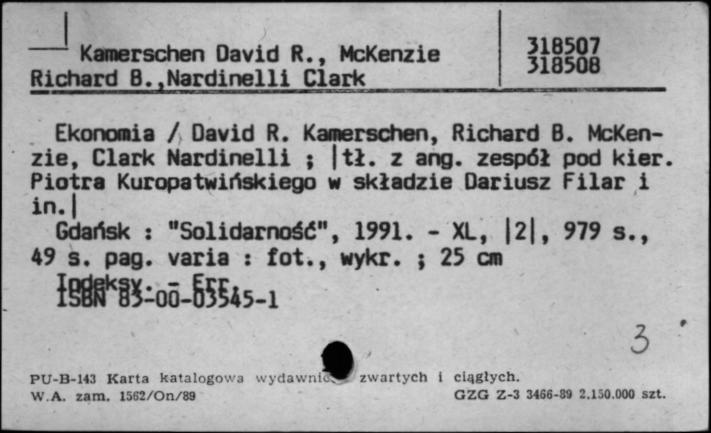 Kamerschen David R., McKenzie
Richard B.,Nardinelli Clark
318507
318508
Ekonomia / David R. Kamerschen, Richard B. McKen-
zie, Clark Nardinelli ; |tł. z ang. zespół pod kier.
Piotra Kuropatwińskiego w składzie Dariusz Filar i
in.|
Gdańsk : "Solidarność", 1991. - XL, |2|, 979 s.,
49 s. pag. varia : fot., wykr. ; 25 cm
Indeksy. - Err.
ISBN 83-00-03545-1
3
PU-B-143 Karta katalogowa wydawnic zwartych i ciągłych.
W.A. zam. 1562/On/89
GZG Z-3 3466-89 2.150.000 szt.